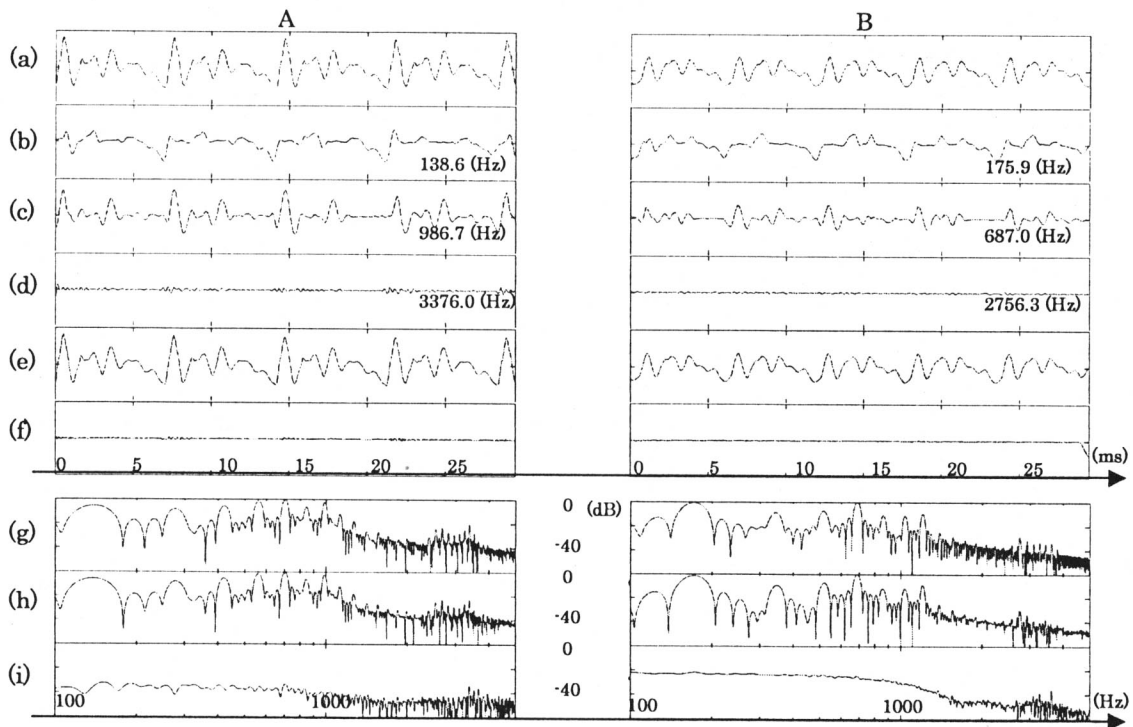 A B
(a)
(b) 138.6 (Hz) 175.9 (Hz)
(c) 986.7 (Hz) 687.0 (Hz)
(d) 3376.0 (Hz) 2756.3 (Hz)
(e)
(f)
0 5 10 15 20 25 0 5 10 15 20 25 (ms)
(g) 0 (dB)
-40
(h) 0
-40
(i) 0
-40
100 1000 100 1000 (Hz)